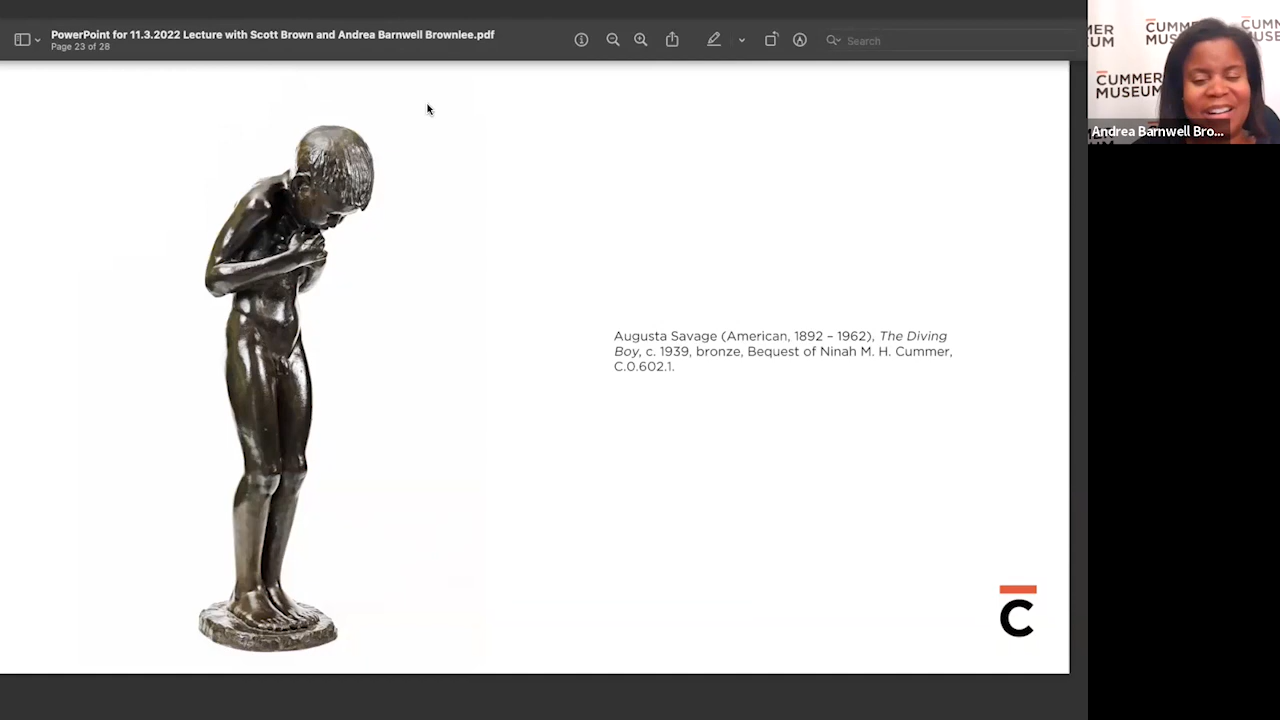 PowerPoint for 11.3.2022 Lecture with Scott Brown and Andrea Barnwell Brownlee.pdf
Page 23 of 28
Search
CUMMER
MUSEUM
Andrea Barnwell Bro...
Augusta Savage (American, 1892 – 1962), The Diving
Boy, c. 1939, bronze, Bequest of Ninah M. H. Cummer,
C.0.602.1.
C